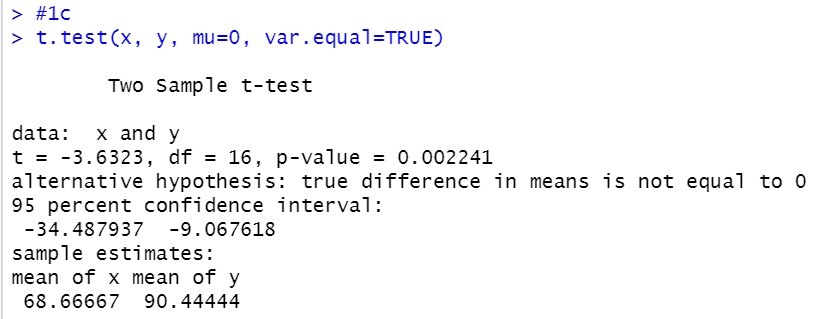 > #1c
> t.test(x, y, mu=0, var.equal=TRUE)
Two Sample t-test
data:  x and y
t = -3.6323, df = 16, p-value = 0.002241
alternative hypothesis: true difference in means is not equal to 0
95 percent confidence interval:
 -34.487937  -9.067618
sample estimates:
mean of x mean of y
 68.66667  90.44444